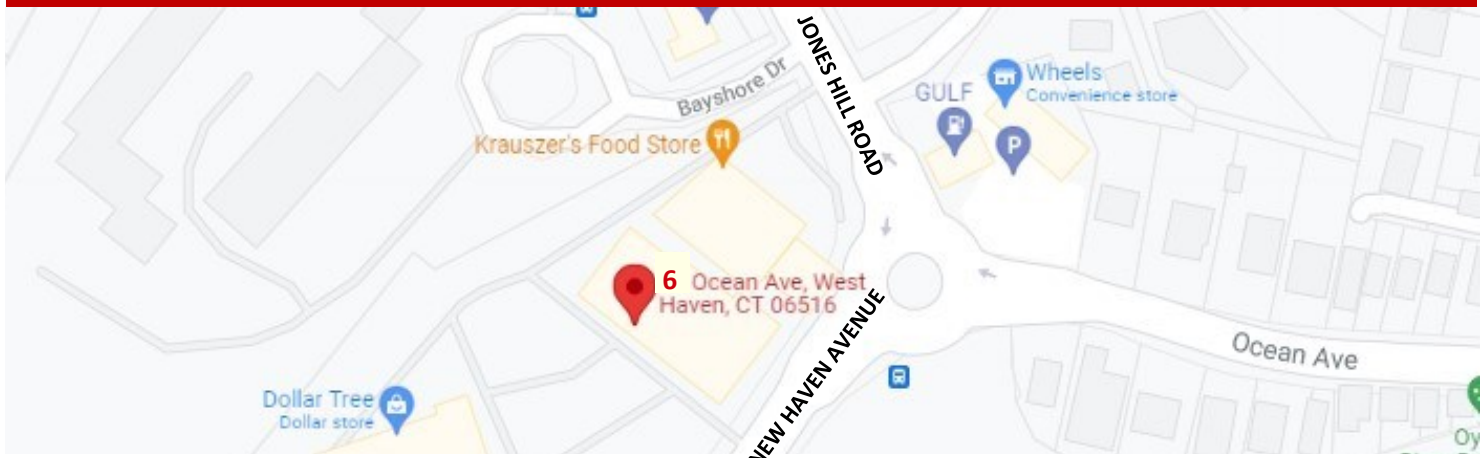 JONES HILL ROAD
Bayshore Dr
GULF
Wheels
Convenience store
P
Krauszer's Food Store
6 Ocean Ave, West
Haven, CT 06516
NEW HAVEN AVENUE
Ocean Ave
Dollar Tree
Dollar store
Oy